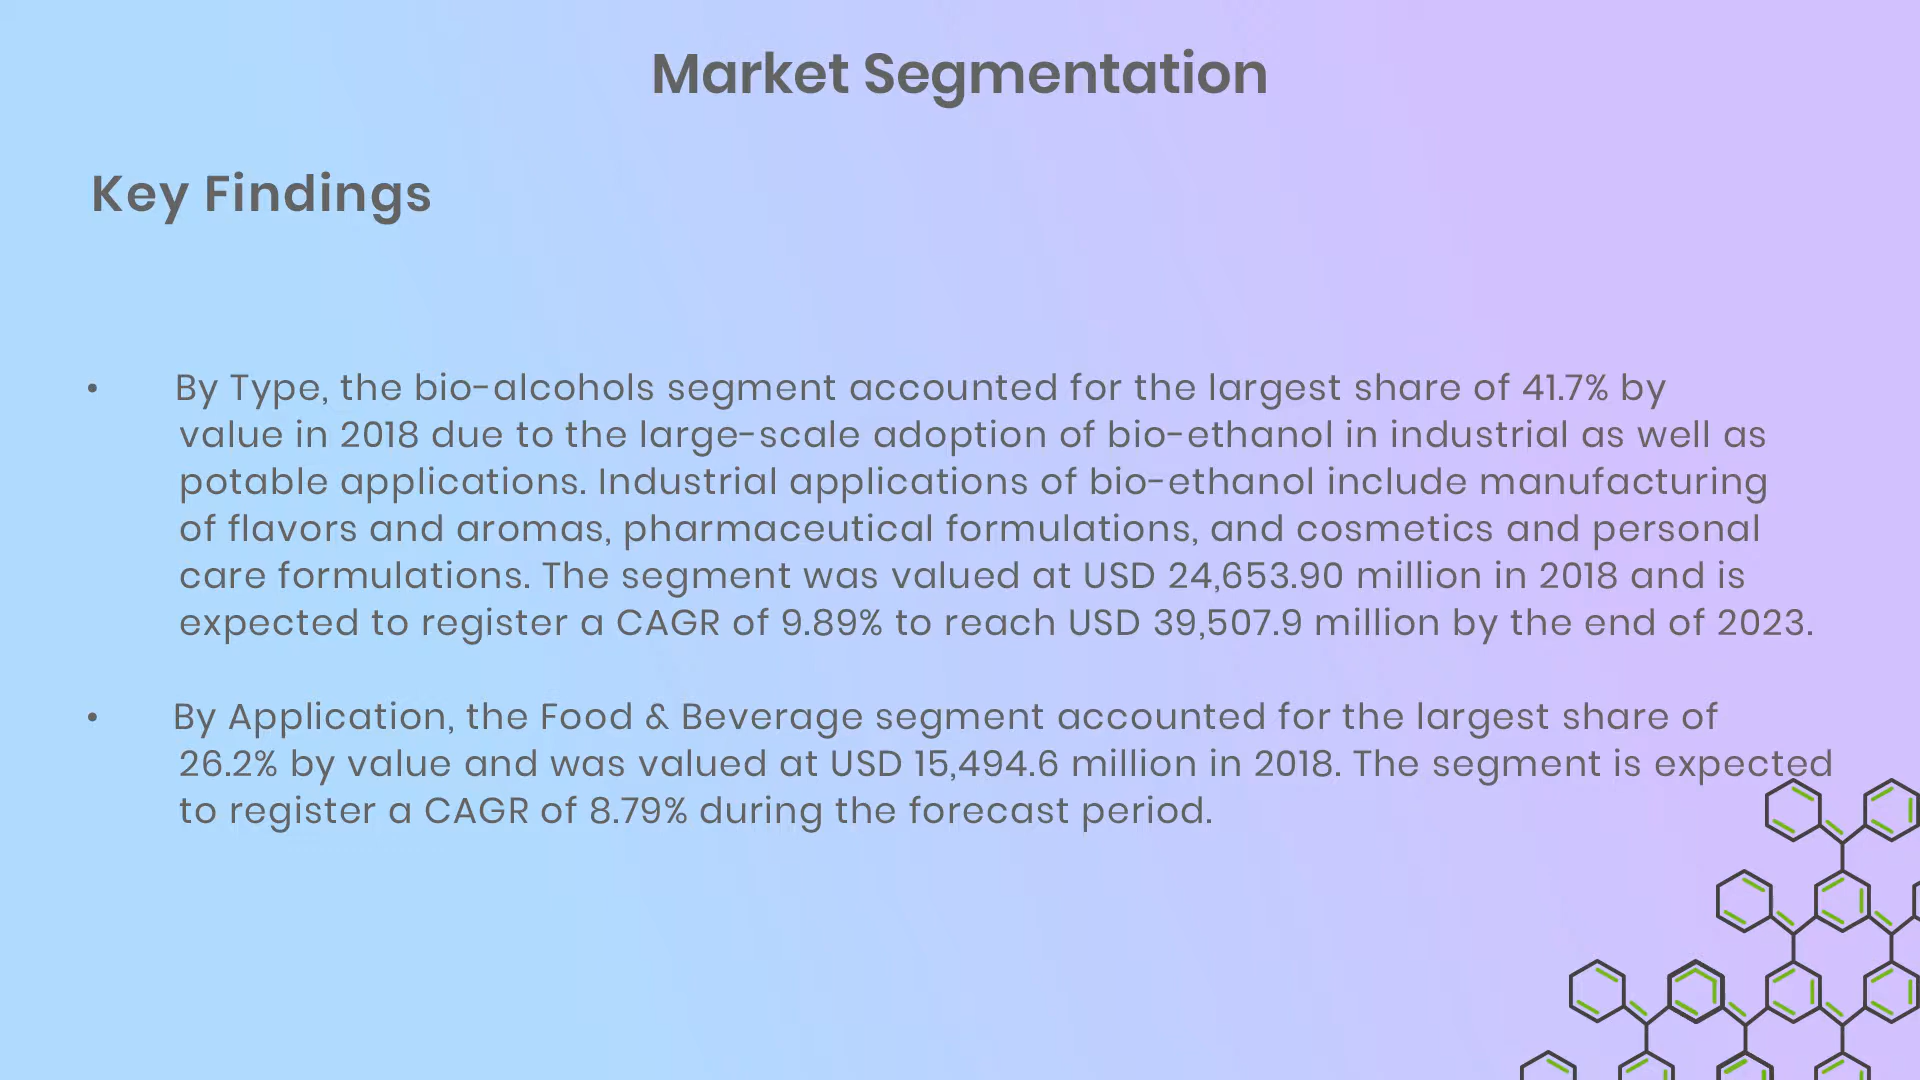 Market Segmentation
Key Findings
• By Type, the bio-alcohols segment accounted for the largest share of 41.7% by
value in 2018 due to the large-scale adoption of bio-ethanol in industrial as well as
potable applications. Industrial applications of bio-ethanol include manufacturing
of flavors and aromas, pharmaceutical formulations, and cosmetics and personal
care formulations. The segment was valued at USD 24,653.90 million in 2018 and is
expected to register a CAGR of 9.89% to reach USD 39,507.9 million by the end of 2023.
• By Application, the Food & Beverage segment accounted for the largest share of
26.2% by value and was valued at USD 15,494.6 million in 2018. The segment is expected
to register a CAGR of 8.79% during the forecast period.